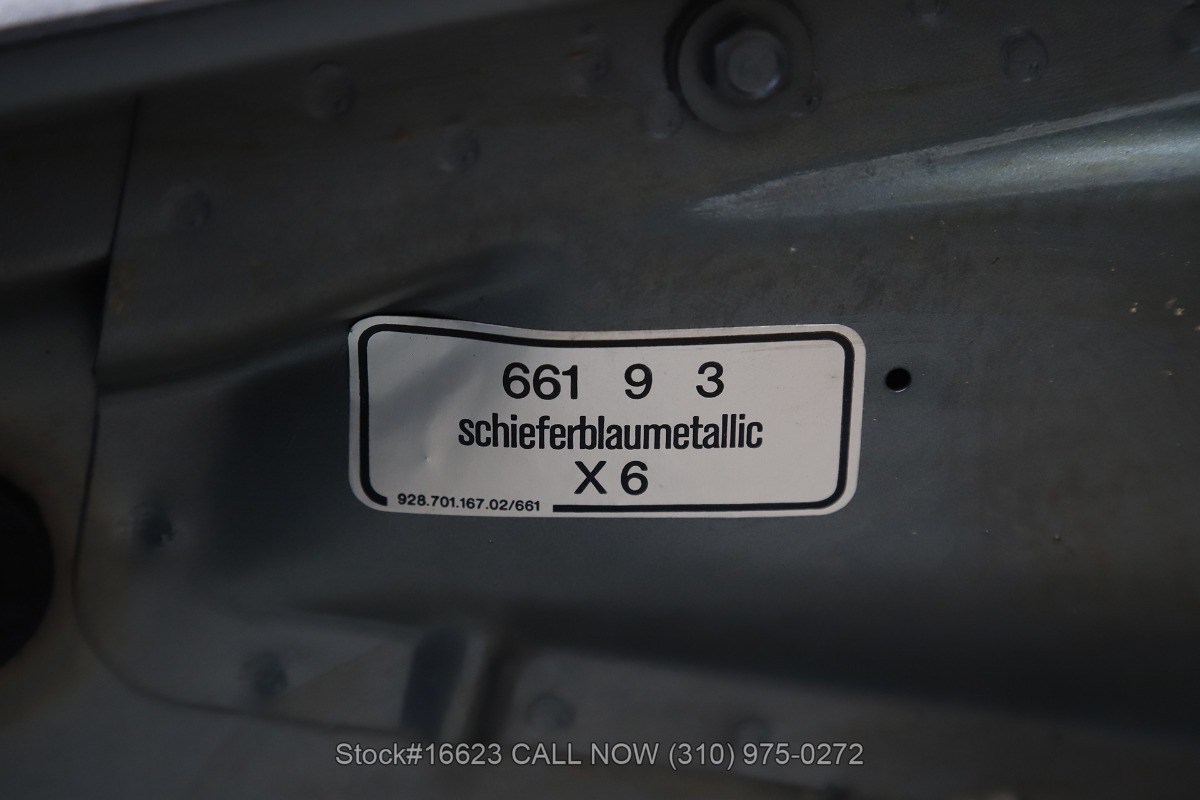 661 9 3
schieferblaumetallic
X 6
928.701.167.02/661
Stock#16623 CALL NOW (310) 975-0272